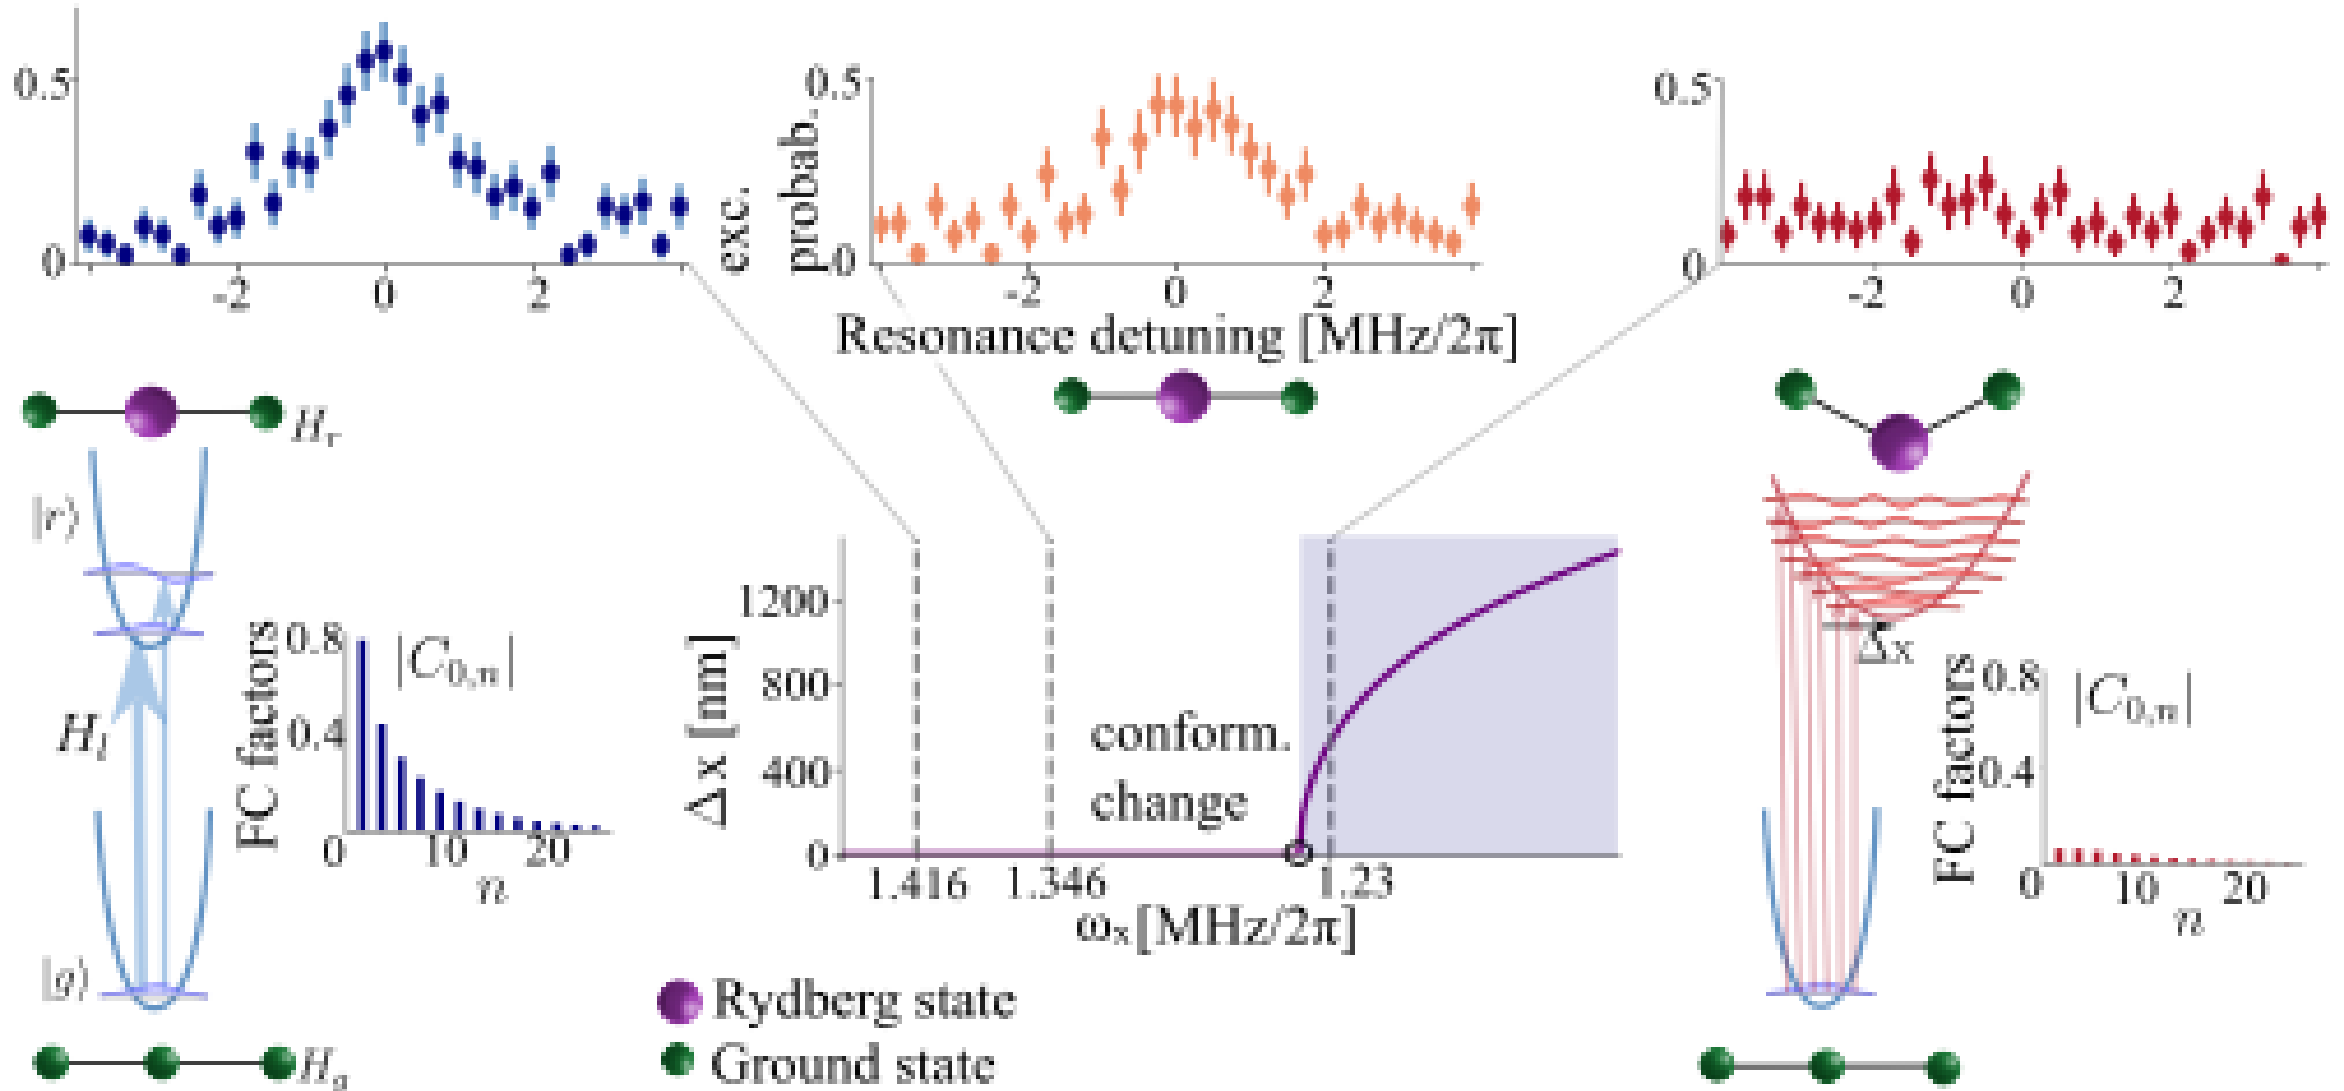 0.5
0
-2 0 2
exc.
probab.
0.5
0
-2 0 2
Resonance detuning [MHz/2π]
0.5
0
-2 0 2
H_r
|r⟩
H_l
|g⟩
H_g
FC factors
0.8
0.4
|C_{0,n}|
0 10 20
n
Δx [nm]
1200
800
400
0
conform.
change
1.416 1.346 1.23
ω_x[MHz/2π]
Rydberg state
Ground state
Δx
FC factors
0.8
0.4
|C_{0,n}|
0 10 20
n